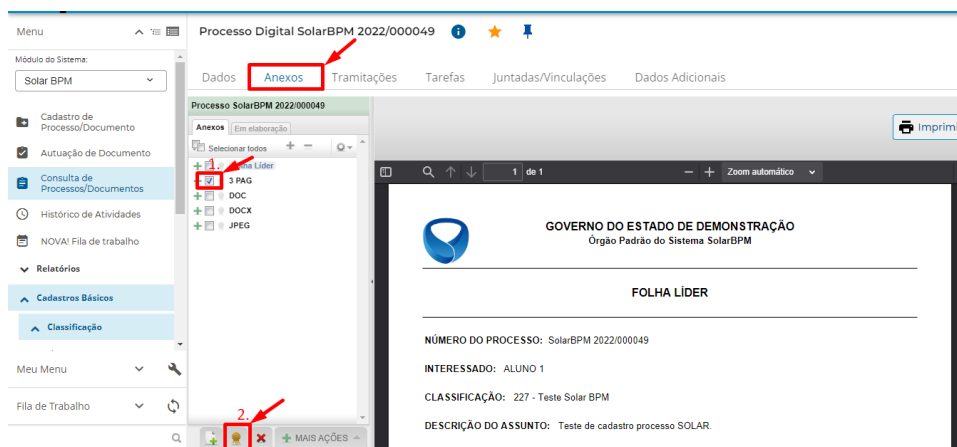 Menu
Módulo do Sistema:
Solar BPM
Cadastro de
Processo/Documento
Autuação de Documento
Consulta de
Processos/Documentos
Histórico de Atividades
NOVA! Fila de trabalho
Relatórios
Cadastros Básicos
Classificação
Meu Menu
Fila de Trabalho
Processo Digital SolarBPM 2022/000049
Dados Anexos Tramitações Tarefas Juntadas/Vinculações Dados Adicionais
Processo SolarBPM 2022/000049
Anexos Em elaboração
Selecionar todos
1. Líder
3 PAG
DOC
DOCX
JPEG
2.
MAIS AÇÕES
Imprimi
1 de 1 Zoom automático
GOVERNO DO ESTADO DE DEMONSTRAÇÃO
Órgão Padrão do Sistema SolarBPM
FOLHA LÍDER
NÚMERO DO PROCESSO: SolarBPM 2022/000049
INTERESSADO: ALUNO 1
CLASSIFICAÇÃO: 227 - Teste Solar BPM
DESCRIÇÃO DO ASSUNTO: Teste de cadastro processo SOLAR.